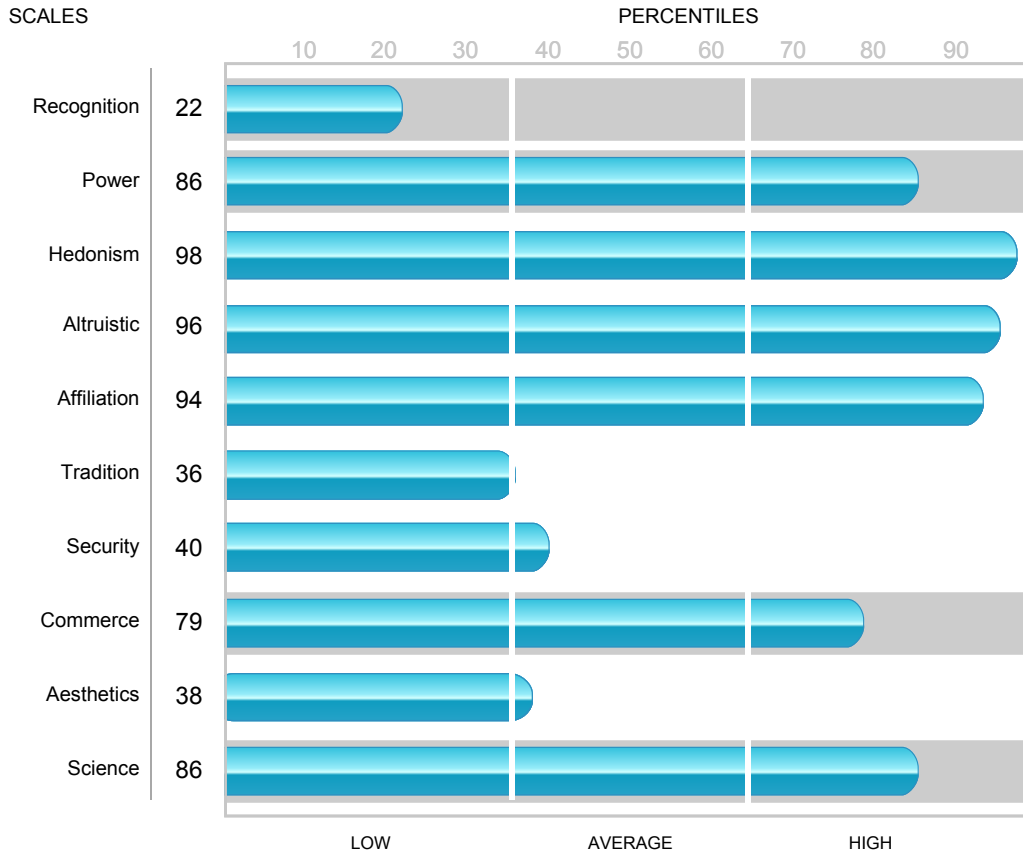 SCALES PERCENTILES
10 20 30 40 50 60 70 80 90
Recognition 22
Power 86
Hedonism 98
Altruistic 96
Affiliation 94
Tradition 36
Security 40
Commerce 79
Aesthetics 38
Science 86
LOW AVERAGE HIGH